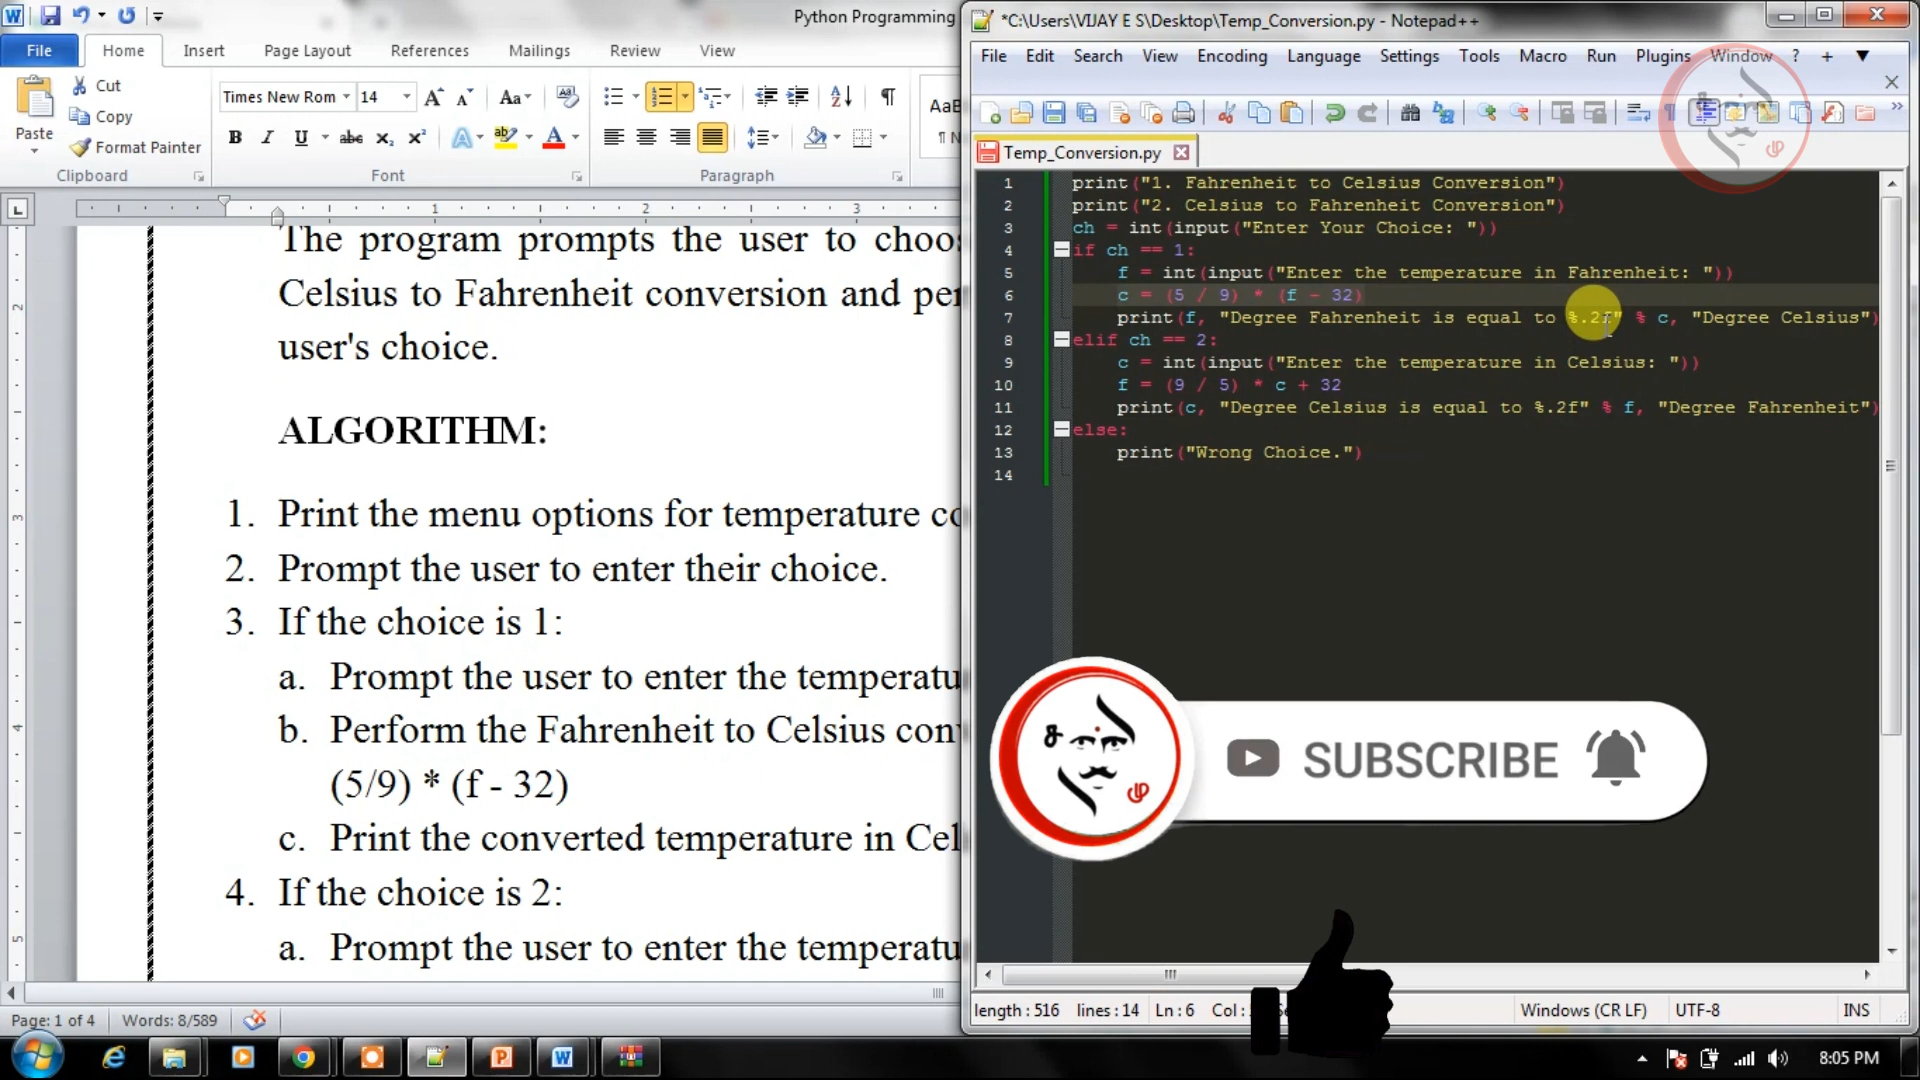 Python Programming
File
Home
Insert
Page Layout
References
Mailings
Review
View
Cut
Copy
Paste
Format Painter
Times New Rom
14
Clipboard
Font
Paragraph
The program prompts the user to
Celsius to Fahrenheit conversion and
user's choice.
ALGORITHM:
1. Print the menu options for temperature
2. Prompt the user to enter their choice.
3. If the choice is 1:
a. Prompt the user to enter the
b. Perform the Fahrenheit to Celsius
(5/9) * (f - 32)
c. Print the converted temperature in
4. If the choice is 2:
a. Prompt the user to enter the
Page: 1 of 4
Words: 8/589
*C:\Users\VIJAY E S\Desktop\Temp_Conversion.py - Notepad++
File Edit Search View Encoding Language Settings Tools Macro Run Plugins Window ?
Temp_Conversion.py
1 print("1. Fahrenheit to Celsius Conversion")
2 print("2. Celsius to Fahrenheit Conversion")
3 ch = int(input("Enter Your Choice: "))
4 if ch == 1:
5 f = int(input("Enter the temperature in Fahrenheit: "))
6 c = (5 / 9) * (f - 32)
7 print(f, "Degree Fahrenheit is equal to %.2f" % c, "Degree Celsius")
8 elif ch == 2:
9 c = int(input("Enter the temperature in Celsius: "))
10 f = (9 / 5) * c + 32
11 print(c, "Degree Celsius is equal to %.2f" % f, "Degree Fahrenheit")
12 else:
13 print("Wrong Choice.")
14
SUBSCRIBE
length : 516 lines : 14 Ln : 6 Col :
Windows (CR LF)
UTF-8
INS
8:05 PM